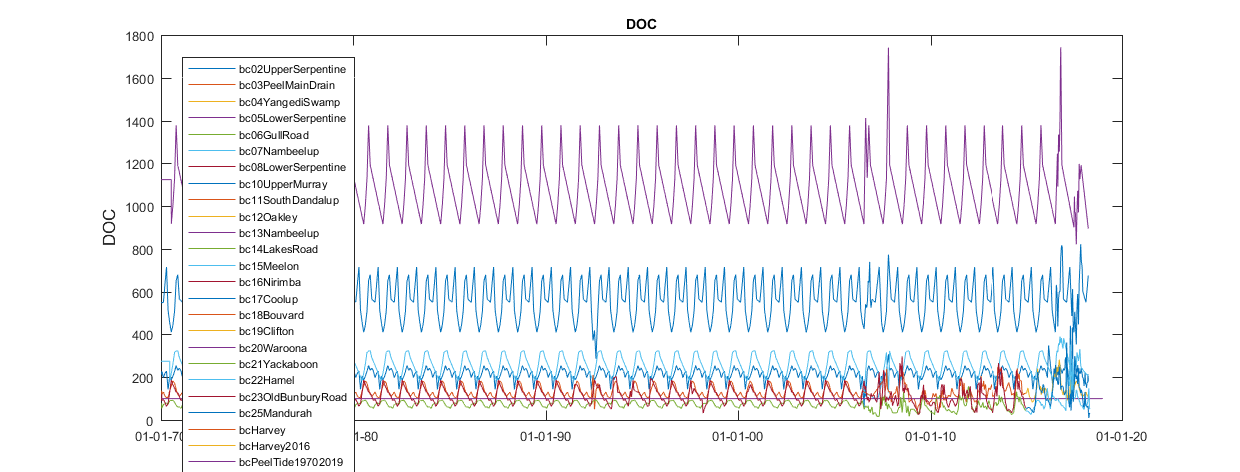 DOC
1800
1600
1400
1200
1000
800
600
400
200
0
DOC
bc02UpperSerpentine
bc03PeelMainDrain
bc04YangediSwamp
bc05LowerSerpentine
bc06GullRoad
bc07Nambeelup
bc08LowerSerpentine
bc10UpperMurray
bc11SouthDandalup
bc12Oakley
bc13Nambeelup
bc14LakesRoad
bc15Meelon
bc16Nirimba
bc17Coolup
bc18Bouvard
bc19Clifton
bc20Waroona
bc21Yackaboon
bc22Hamel
bc23OldBunburyRoad
bc25Mandurah
bcHarvey
bcHarvey2016
bcPeelTide19702019
01-01-70 1-80 01-01-90 01-01-00 01-01-10 01-01-20